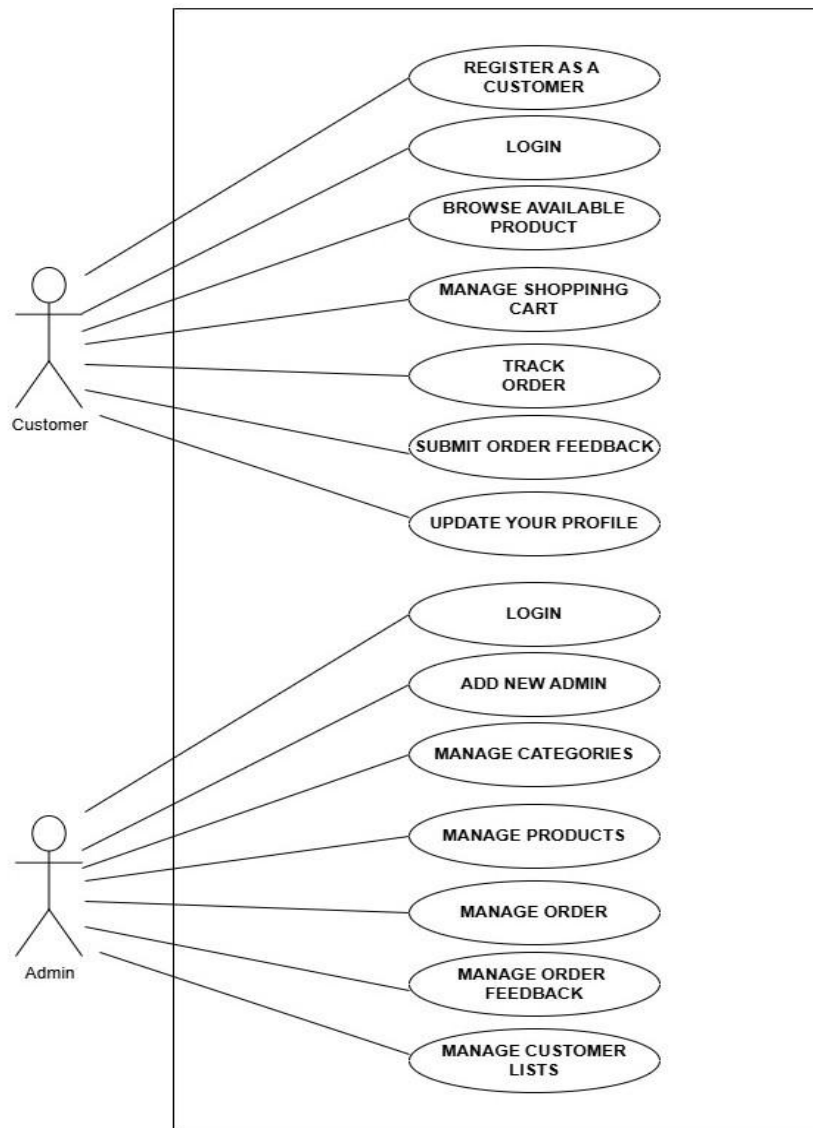 REGISTER AS A
CUSTOMER
LOGIN
BROWSE AVAILABLE
PRODUCT
MANAGE SHOPPINHG
CART
TRACK
ORDER
Customer
SUBMIT ORDER FEEDBACK
UPDATE YOUR PROFILE
LOGIN
ADD NEW ADMIN
MANAGE CATEGORIES
MANAGE PRODUCTS
MANAGE ORDER
Admin
MANAGE ORDER
FEEDBACK
MANAGE CUSTOMER
LISTS